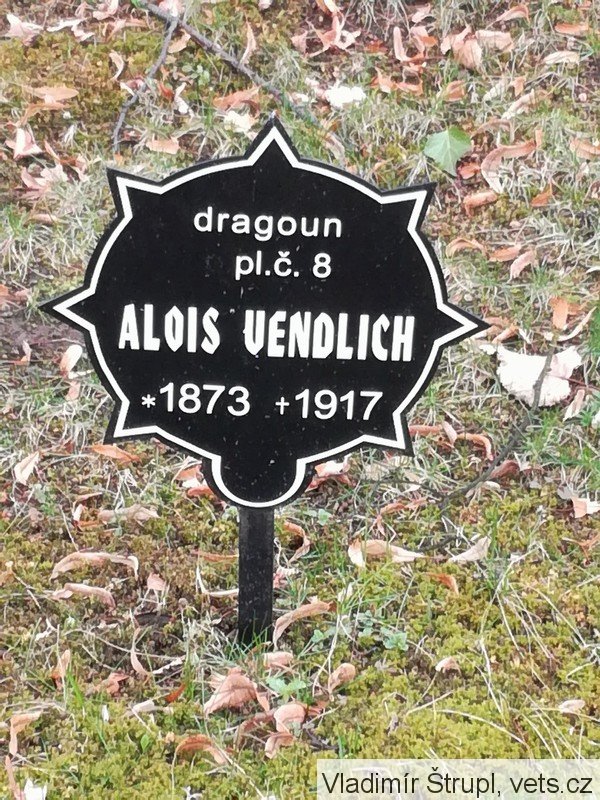 dragoun
pl.č. 8
ALOIS VENDLICH
*1873 +1917
Vladimír Štrupl, vets.cz